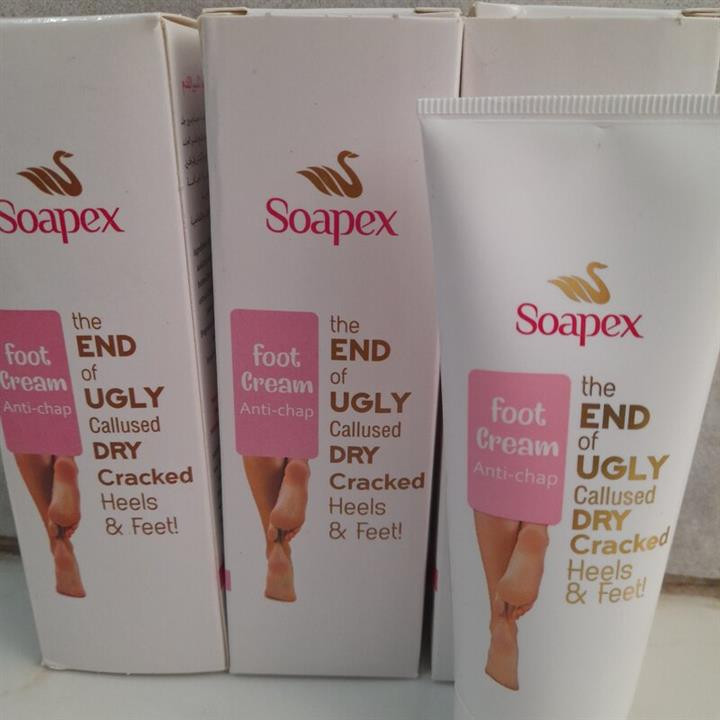 Soapex
foot
Cream
Anti-chap
the
END
of
UGLY
Callused
DRY
Cracked
Heels
& Feet!
Soapex
foot
Cream
Anti-chap
the
END
of
UGLY
Callused
DRY
Cracked
Heels
& Feet!
Soapex
foot
Cream
Anti-chap
the
END
of
UGLY
Callused
DRY
Cracked
Heels
& Feet!